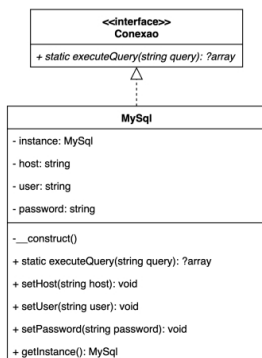 <<interface>>
Conexao
+ static executeQuery(string query): ?array
MySql
- instance: MySql
- host: string
- user: string
- password: string
-__construct()
+ static executeQuery(string query): ?array
+ setHost(string host): void
+ setUser(string user): void
+ setPassword(string password): void
+ getInstance(): MySql